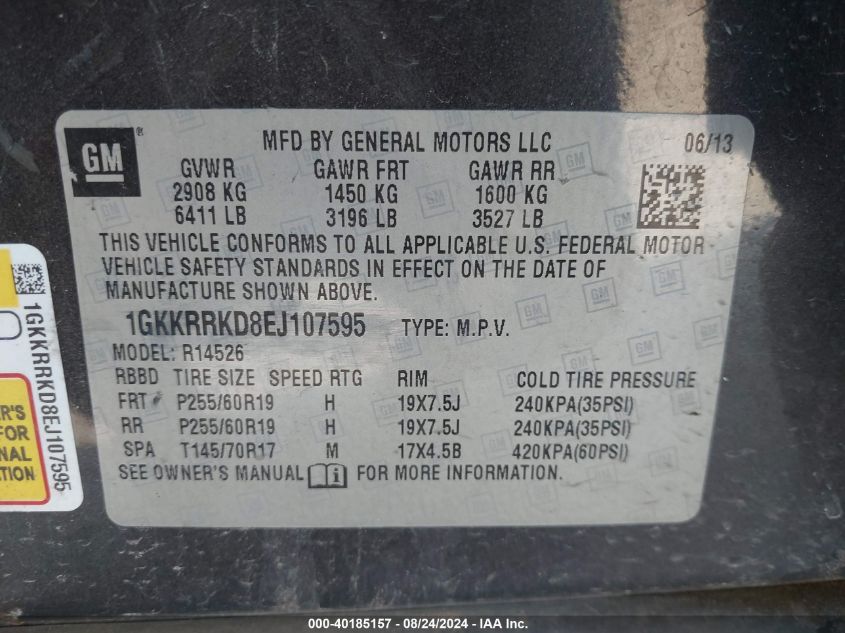 GM®
MFD BY GENERAL MOTORS LLC 06/13
GVWR GAWR FRT GAWR RR
2908 KG 1450 KG 1600 KG
6411 LB 3196 LB 3527 LB
THIS VEHICLE CONFORMS TO ALL APPLICABLE U.S. FEDERAL MOTOR
VEHICLE SAFETY STANDARDS IN EFFECT ON THE DATE OF
MANUFACTURE SHOWN ABOVE.
1GKKRRKD8EJ107595 TYPE: M.P.V.
MODEL: R14526
RBBD TIRE SIZE SPEED RTG RIM COLD TIRE PRESSURE
FRT P255/60R19 H 19X7.5J 240KPA(35PSI)
RR P255/60R19 H 19X7.5J 240KPA(35PSI)
SPA T145/70R17 M 17X4.5B 420KPA(60PSI)
SEE OWNER'S MANUAL i FOR MORE INFORMATION.
1GKKRRKD8EJ107595
ER'S
FOR
NAL
TION
000-40185157 - 08/24/2024 - IAA Inc.